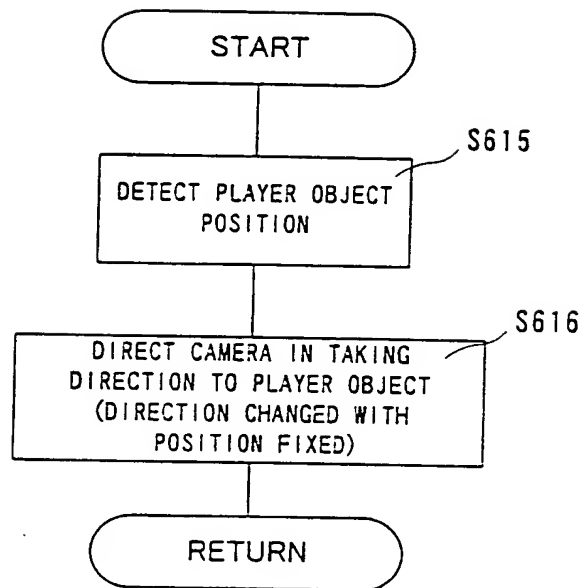 START
S615
DETECT PLAYER OBJECT
POSITION
S616
DIRECT CAMERA IN TAKING
DIRECTION TO PLAYER OBJECT
(DIRECTION CHANGED WITH
POSITION FIXED)
RETURN